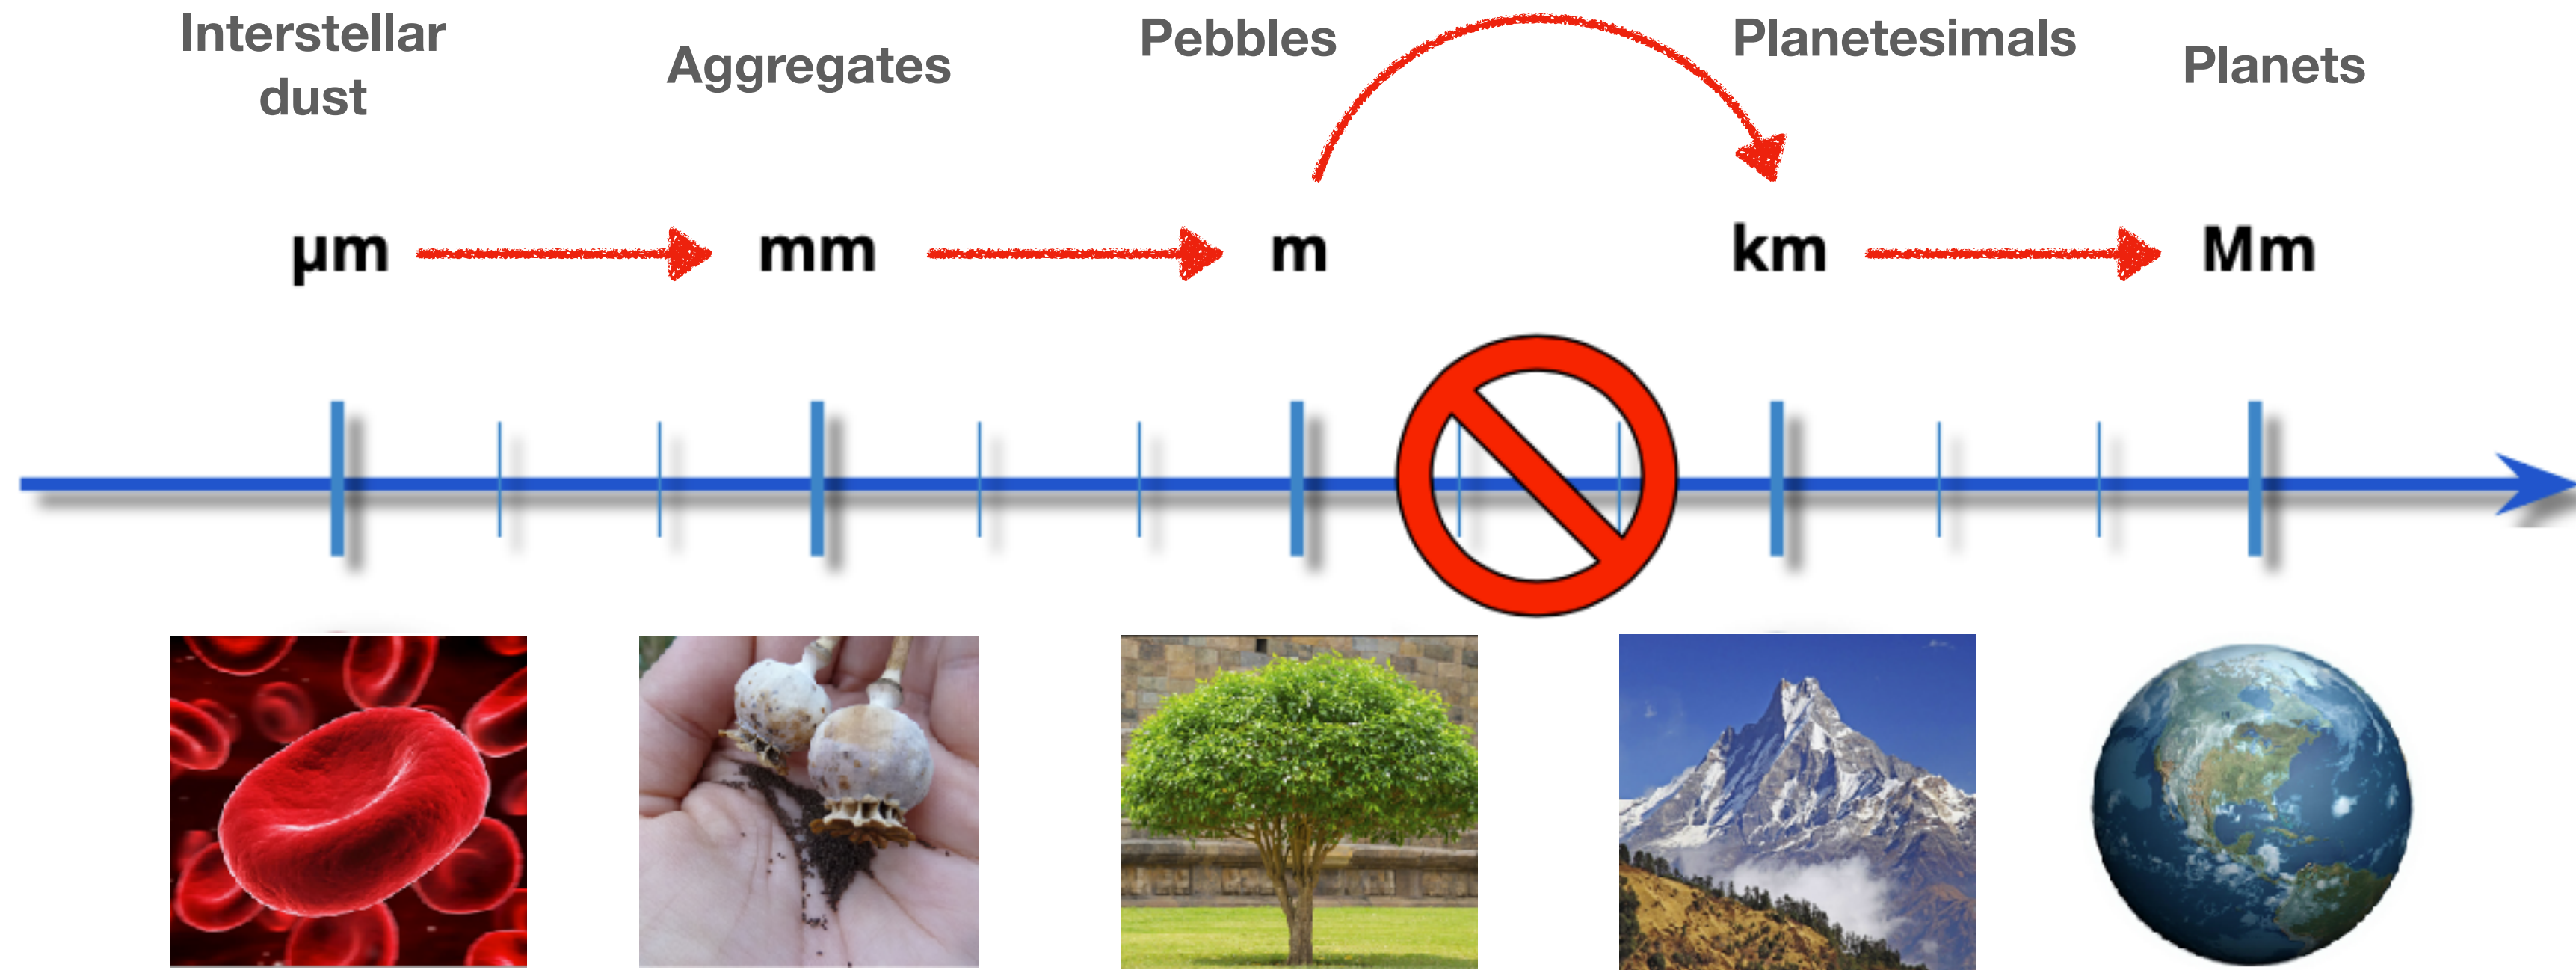 Interstellar
dust
Aggregates
Pebbles
Planetesimals
Planets
µm
mm
m
km
Mm